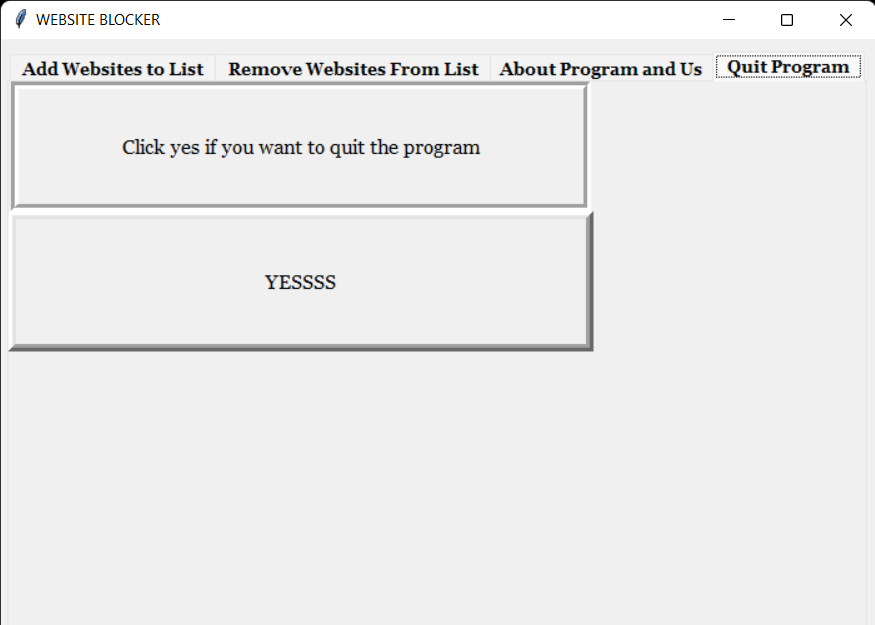 WEBSITE BLOCKER
Add Websites to List Remove Websites From List About Program and Us Quit Program
Click yes if you want to quit the program
YESSSS